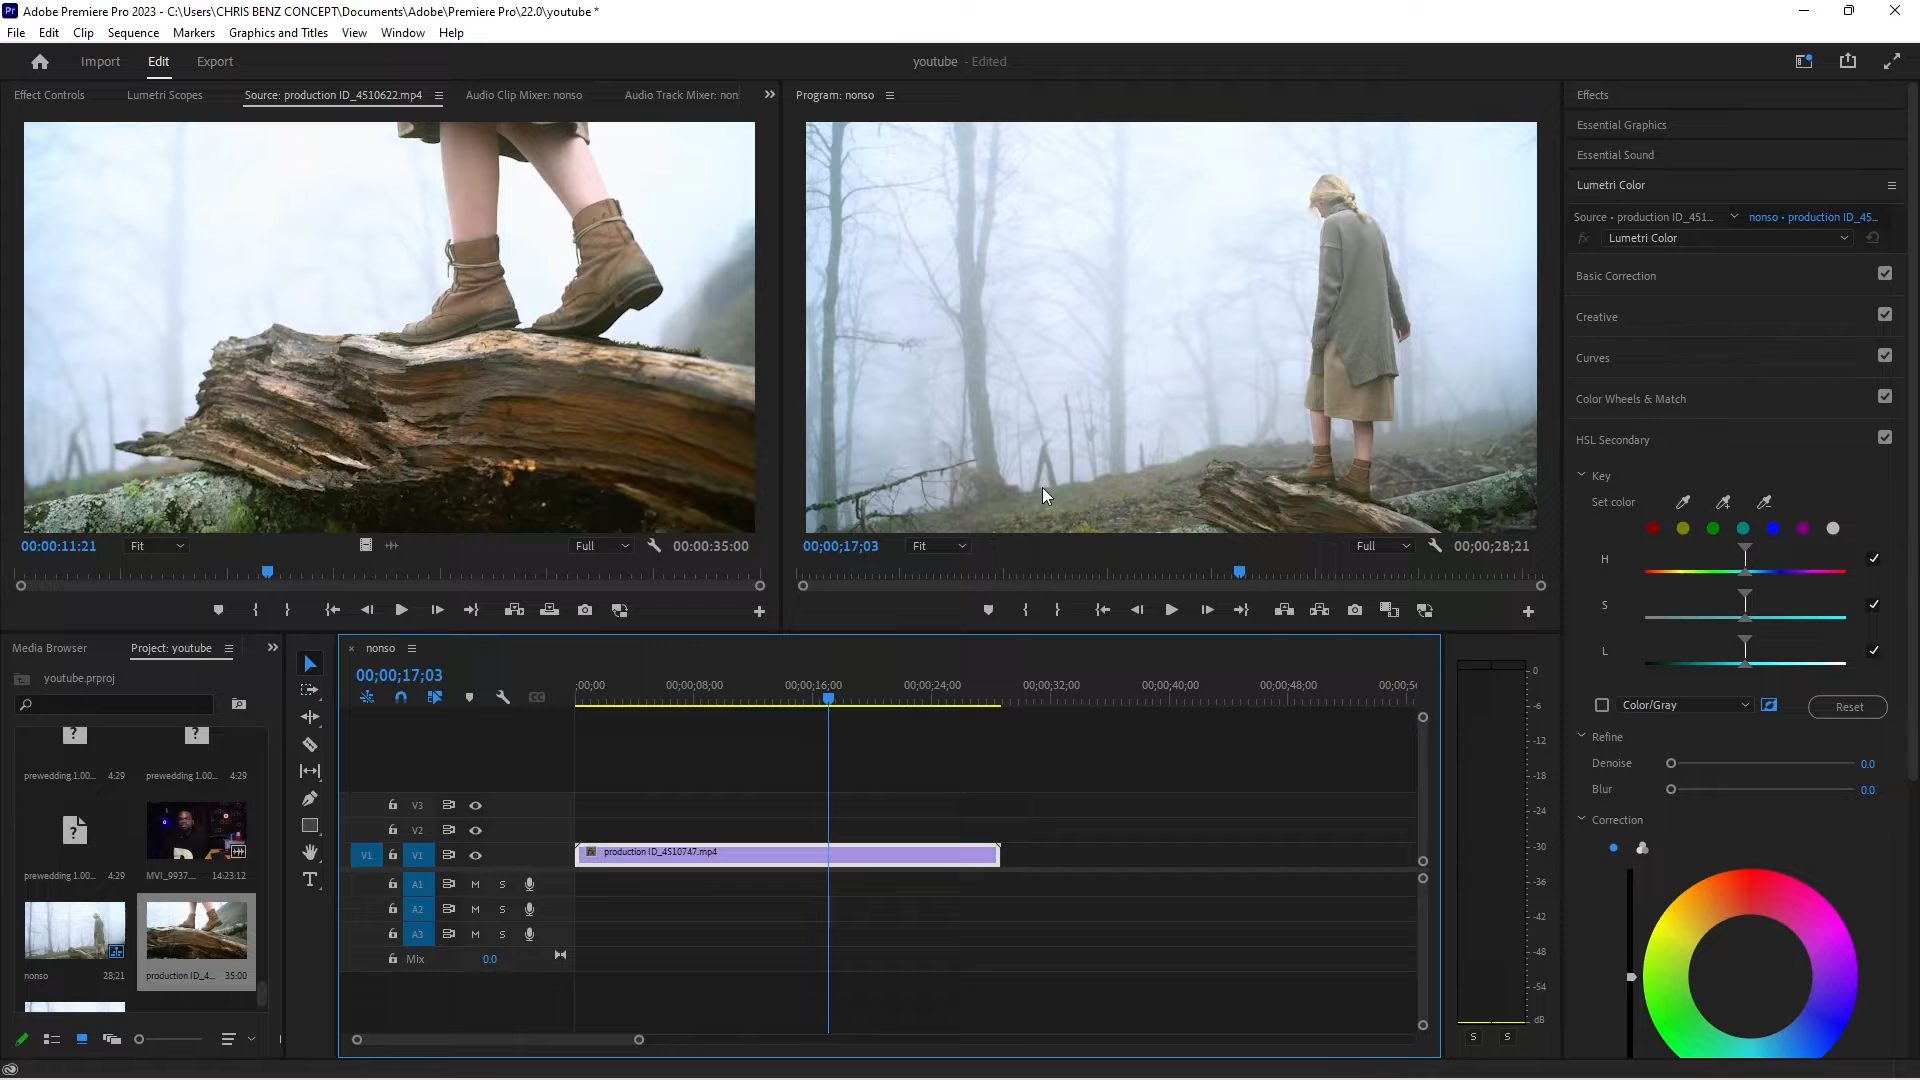 Pr Adobe Premiere Pro 2023 - C:\Users\CHRIS BENZ CONCEPT\Documents\Adobe\Premiere Pro\22.0\youtube *
File Edit Clip Sequence Markers Graphics and Titles View Window Help
Import Edit Export
youtube - Edited
Effect Controls Lumetri Scopes Source: production ID_4510622.mp4 Audio Clip Mixer: nonso Audio Track Mixer: non
Program: nonso
Effects
Essential Graphics
Essential Sound
Lumetri Color
Source • production ID_451... nonso • production ID_45...
fx Lumetri Color
Basic Correction
Creative
Curves
Color Wheels & Match
HSL Secondary
Key
Set color
H
S
L
Color/Gray Reset
Refine
Denoise 0.0
Blur 0.0
Correction
00:00:11:21 Fit Full 00:00:35:00
00;00;17;03 Fit Full 00;00;28;21
Media Browser Project: youtube
youtube.prproj
prewedding 1.00... 4:29 prewedding 1.00... 4:29
prewedding 1.00... 4:29 MVI_9937.... 14:23:12
nonso 28;21 production ID_4... 35:00
nonso
00;00;17;03
;00;00 00;00;08;00 00;00;16;00 00;00;24;00 00;00;32;00 00;00;40;00 00;00;48;00 00;00;56
V3
V2
V1 V1 production ID_4510747.mp4
A1 M S
A2 M S
A3 M S
Mix 0.0
0
-6
-12
-18
-24
-30
-36
-42
-48
-54
dB
S S